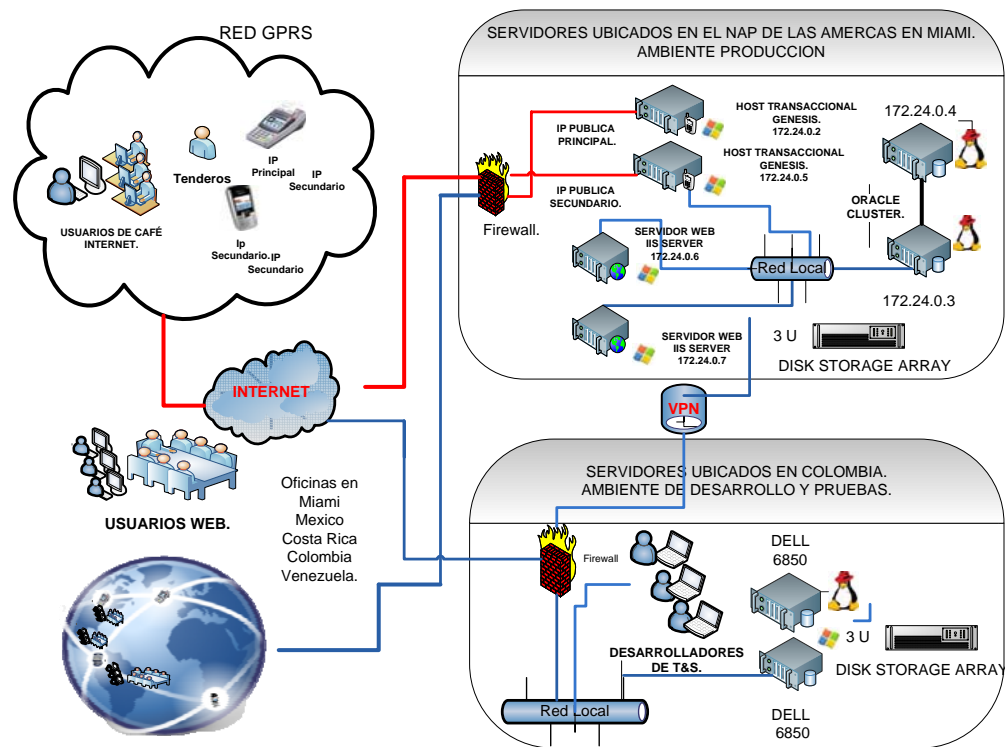 RED GPRS
IP
Principal
IP
Secundario
Tenderos
Ip
Secundario.
IP
Secundario
USUARIOS DE CAFÉ
INTERNET.
SERVIDORES UBICADOS EN EL NAP DE LAS AMERCAS EN MIAMI.
AMBIENTE PRODUCCION
IP PUBLICA
PRINCIPAL.
HOST TRANSACCIONAL
GENESIS.
172.24.0.2
HOST TRANSACCIONAL
GENESIS.
172.24.0.5
172.24.0.4
IP PUBLICA
SECUNDARIO.
Firewall.
ORACLE
CLUSTER.
SERVIDOR WEB
IIS SERVER
172.24.0.6
Red Local
172.24.0.3
SERVIDOR WEB
IIS SERVER
172.24.0.7
3 U
DISK STORAGE ARRAY
INTERNET
VPN
USUARIOS WEB.
Oficinas en
Miami
Mexico
Costa Rica
Colombia
Venezuela.
SERVIDORES UBICADOS EN COLOMBIA.
AMBIENTE DE DESARROLLO Y PRUEBAS.
Firewall
DELL
6850
3 U
DISK STORAGE ARRAY
DESARROLLADORES
DE T&S.
Red Local
DELL
6850